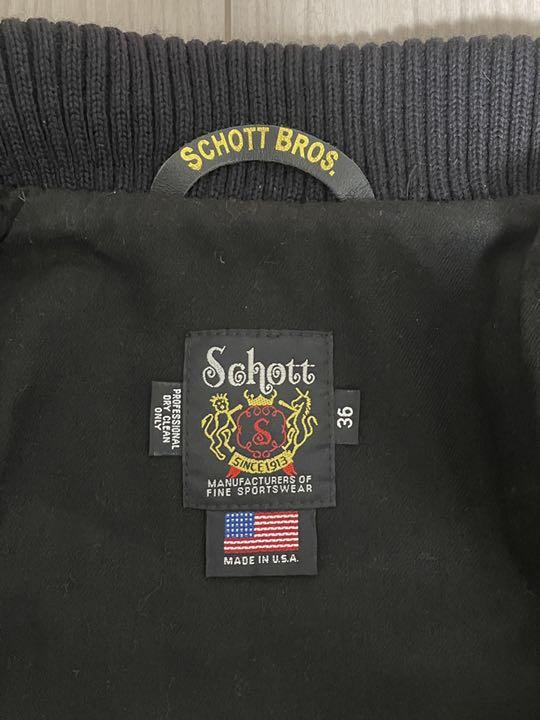 SCHOTT BROS.
Schott
S
SINCE 1913
MANUFACTURERS OF
FINE SPORTSWEAR
PROFESSIONAL
DRY CLEAN
ONLY
36
MADE IN U.S.A.